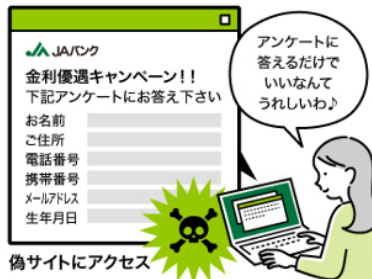 JAバンク
金利優遇キャンペーン!!
下記アンケートにお答え下さい
お名前
ご住所
電話番号
携帯番号
メールアドレス
生年月日
偽サイトにアクセス
アンケートに
答えるだけで
いいなんて
うれしいわ♪